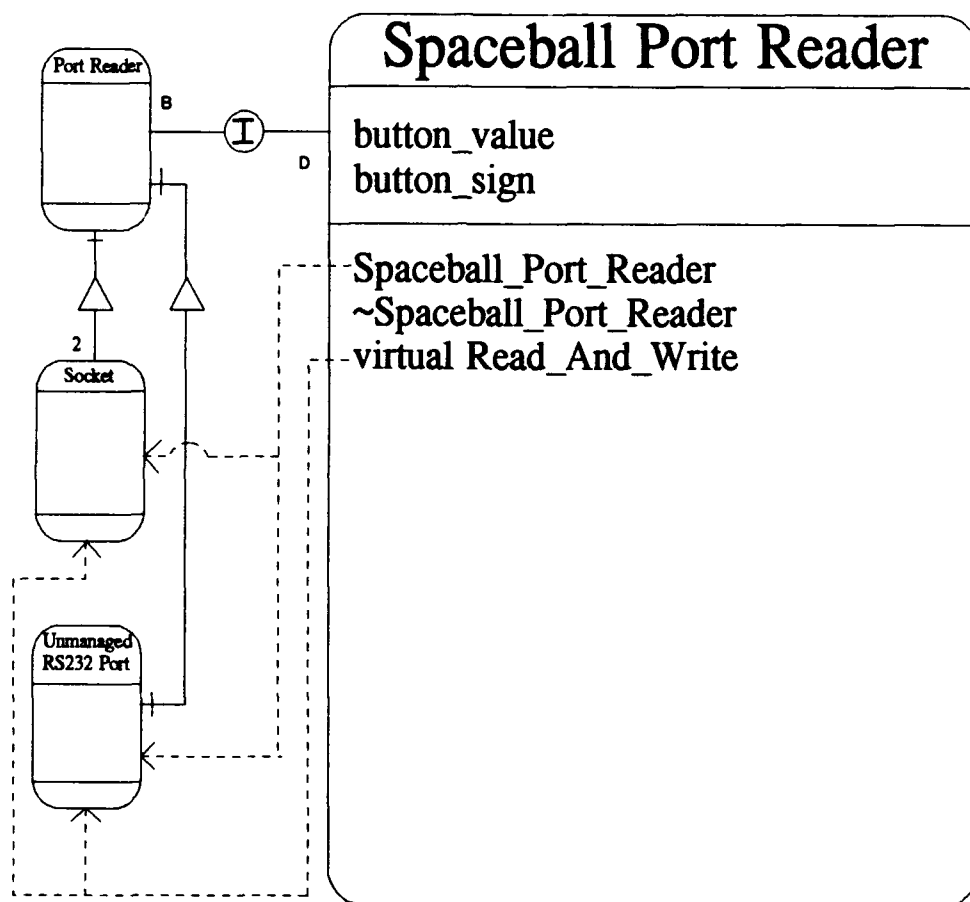 Spaceball Port Reader
button_value
button_sign
Spaceball_Port_Reader
~Spaceball_Port_Reader
virtual Read_And_Write
Port Reader
B
I
D
2
Socket
Unmanaged
RS232 Port